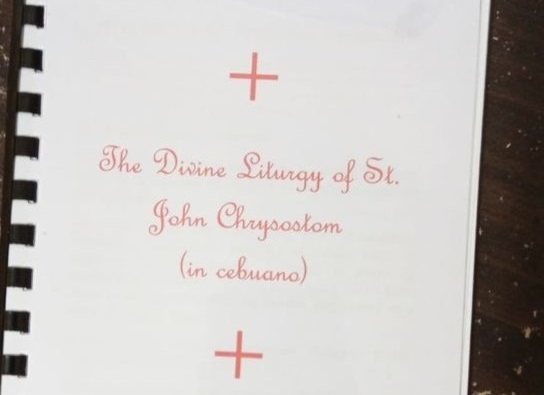 The Divine Liturgy of St.
John Chrysostom
(in cebuano)